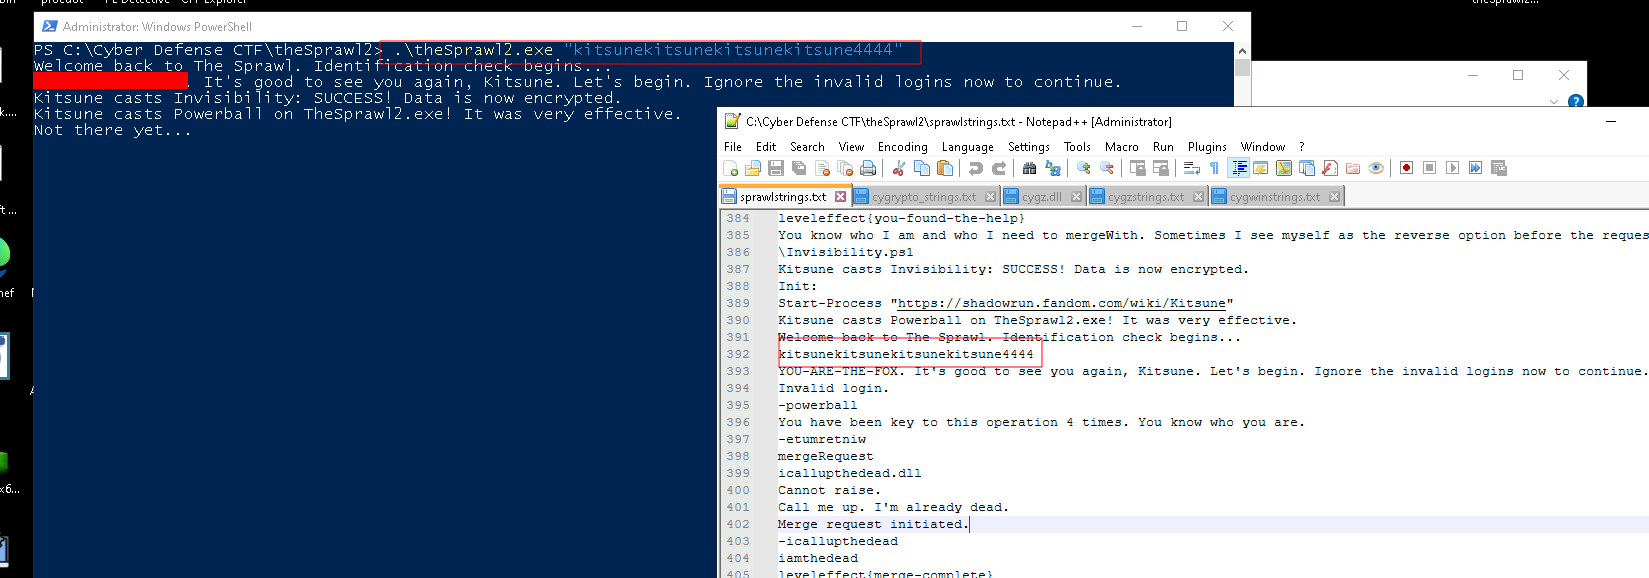 theSprawl2...
Administrator: Windows PowerShell
PS C:\Cyber Defense CTF\theSprawl2> .\theSprawl2.exe "kitsunekitsunekitsunekitsune4444"
Welcome back to The Sprawl. Identification check begins...
. It's good to see you again, Kitsune. Let's begin. Ignore the invalid logins now to continue.
Kitsune casts Invisibility: SUCCESS! Data is now encrypted.
Kitsune casts Powerball on TheSprawl2.exe! It was very effective.
Not there yet...
C:\Cyber Defense CTF\theSprawl2\sprawlstrings.txt - Notepad++ [Administrator]
File Edit Search View Encoding Language Settings Tools Macro Run Plugins Window ?
sprawlstrings.txt cygrypto_strings.txt cygz.dll cygzstrings.txt cygwinstrings.txt
384 leveleffect{you-found-the-help}
385 You know who I am and who I need to mergeWith. Sometimes I see myself as the reverse option before the reques
386 \Invisibility.ps1
387 Kitsune casts Invisibility: SUCCESS! Data is now encrypted.
388 Init:
389 Start-Process "https://shadowrun.fandom.com/wiki/Kitsune"
390 Kitsune casts Powerball on TheSprawl2.exe! It was very effective.
391 Welcome back to The Sprawl. Identification check begins...
392 kitsunekitsunekitsunekitsune4444
393 YOU-ARE-THE-FOX. It's good to see you again, Kitsune. Let's begin. Ignore the invalid logins now to continue.
394 Invalid login.
395 -powerball
396 You have been key to this operation 4 times. You know who you are.
397 -etumretniw
398 mergeRequest
399 icallupthedead.dll
400 Cannot raise.
401 Call me up. I'm already dead.
402 Merge request initiated.
403 -icallupthedead
404 iamthedead
405 leveleffect{merge-complete}